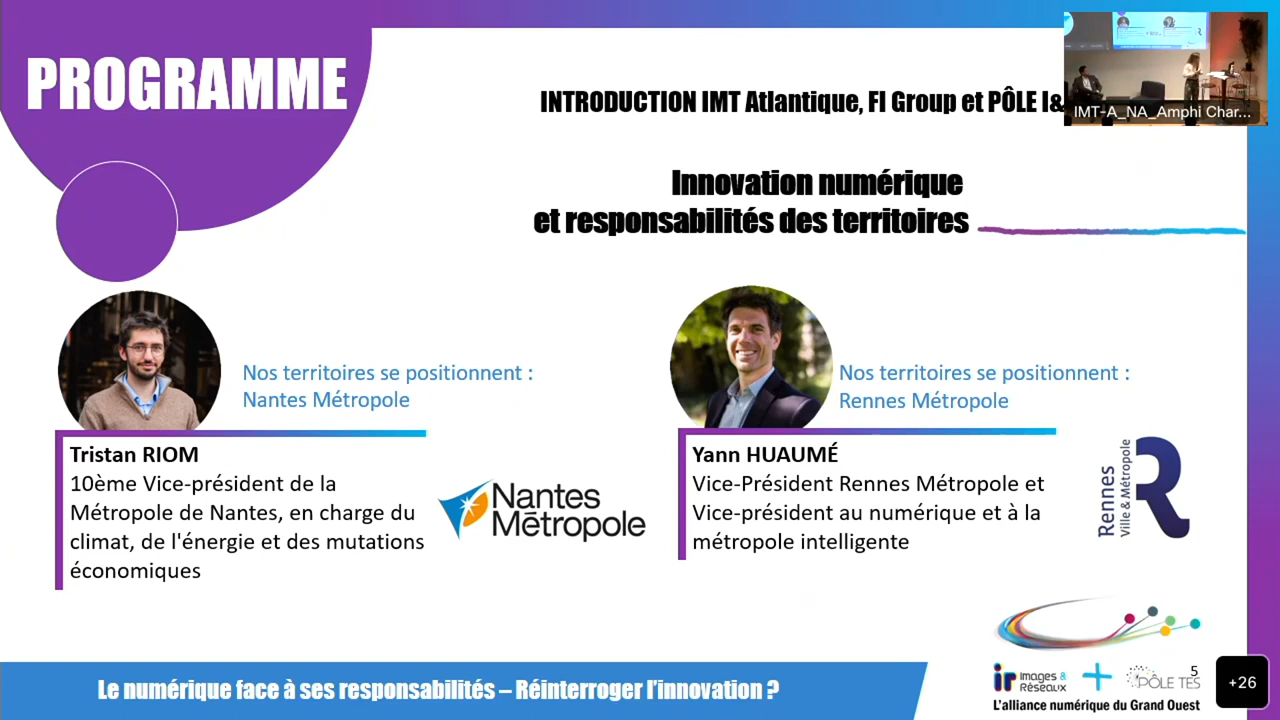 PROGRAMME
INTRODUCTION IMT Atlantique, FI Group et PÔLE I&
IMT-A_NA_Amphi Char...
Innovation numérique
et responsabilités des territoires
Nos territoires se positionnent :
Nantes Métropole
Tristan RIOM
10ème Vice-président de la
Métropole de Nantes, en charge du
climat, de l'énergie et des mutations
économiques
Nantes
Métropole
Nos territoires se positionnent :
Rennes Métropole
Yann HUAUMÉ
Vice-Président Rennes Métropole et
Vice-président au numérique et à la
métropole intelligente
Rennes
Ville & Métropole
R
Le numérique face à ses responsabilités – Réinterroger l'innovation ?
ir Images &
Réseaux
+
PÔLE TES
5
L'alliance numérique du Grand Ouest
+26